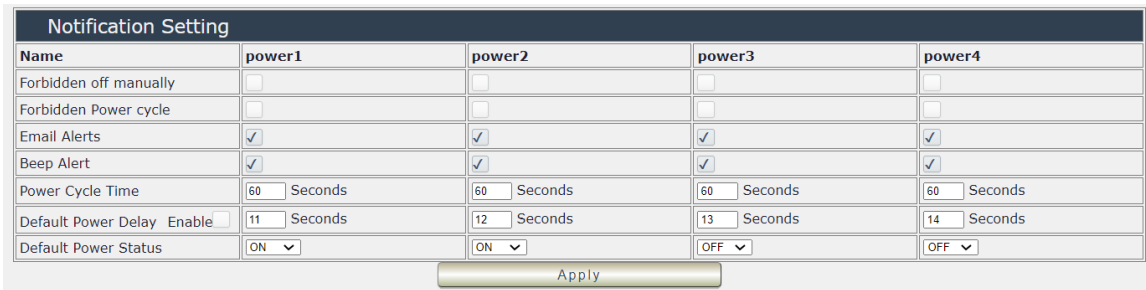 Notification Setting
Name power1 power2 power3 power4
Forbidden off manually
Forbidden Power cycle
Email Alerts
Beep Alert
Power Cycle Time 60 Seconds 60 Seconds 60 Seconds 60 Seconds
Default Power Delay Enable 11 Seconds 12 Seconds 13 Seconds 14 Seconds
Default Power Status ON ON OFF OFF
Apply